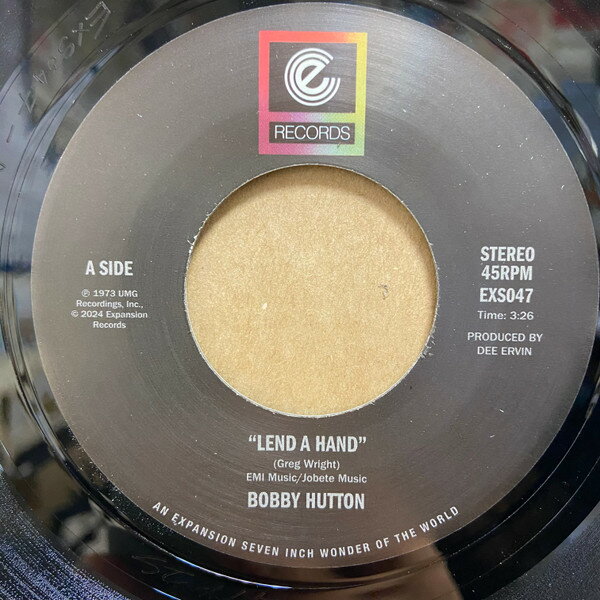 e
RECORDS
A SIDE
℗ 1973 UMG
Recordings, Inc.,
© 2024 Expansion
Records
STEREO
45RPM
EXS047
Time: 3:26
PRODUCED BY
DEE ERVIN
"LEND A HAND"
(Greg Wright)
EMI Music/Jobete Music
BOBBY HUTTON
AN EXPANSION SEVEN INCH WONDER OF THE WORLD